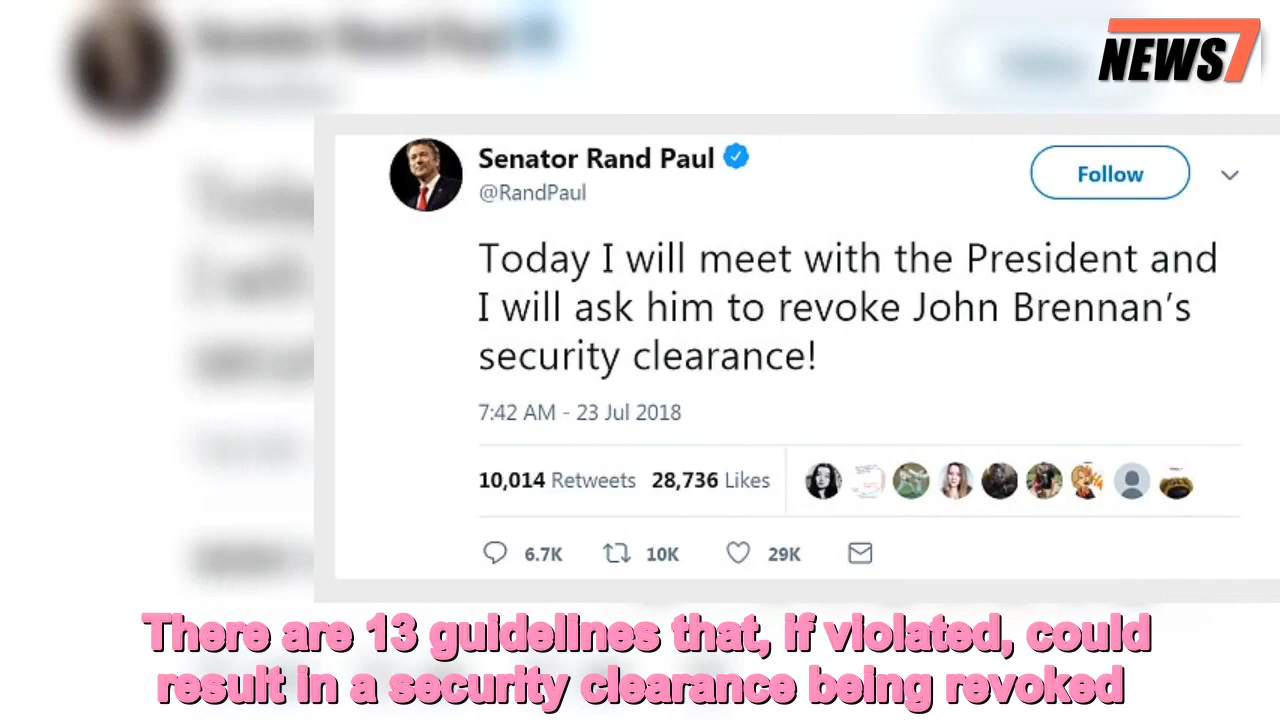 NEWS7
Senator Rand Paul
@RandPaul
Follow
Today I will meet with the President and
I will ask him to revoke John Brennan's
security clearance!
7:42 AM - 23 Jul 2018
10,014 Retweets 28,736 Likes
6.7K 10K 29K
There are 13 guidelines that, if violated, could
result in a security clearance being revoked